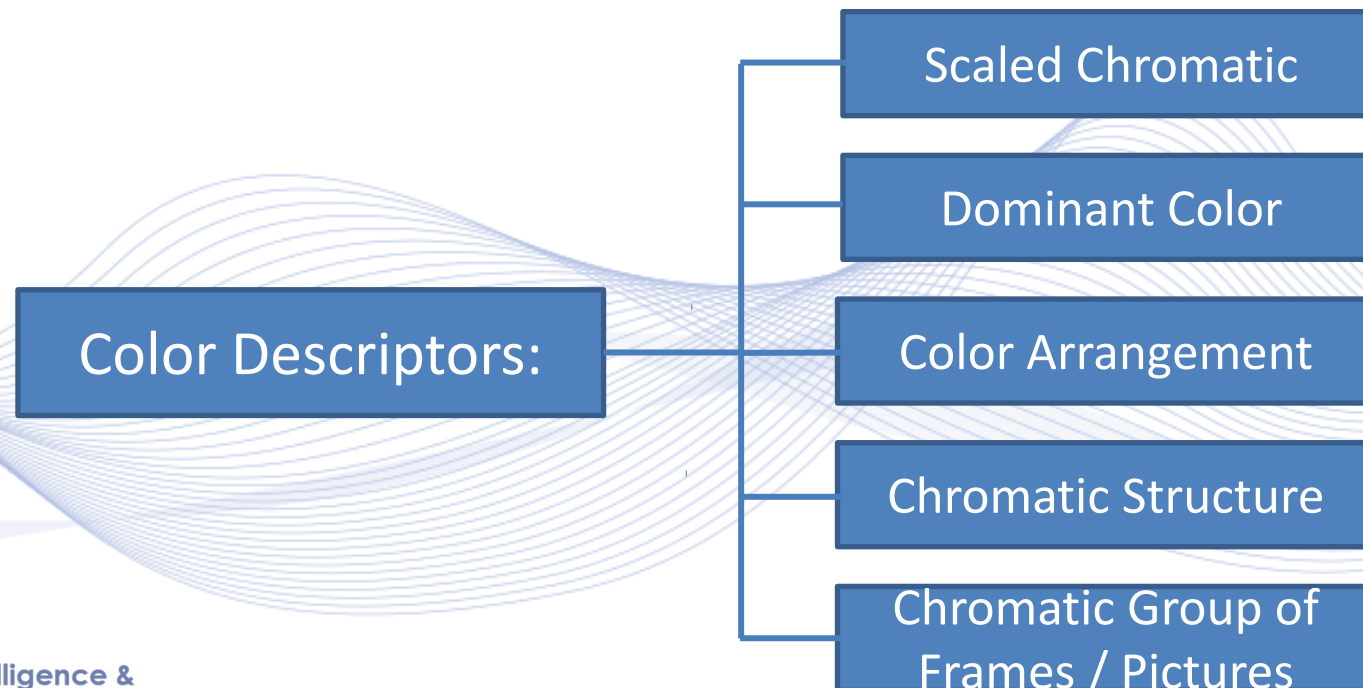 Scaled Chromatic
Dominant Color
Color Descriptors:
Color Arrangement
Chromatic Structure
Chromatic Group of
Frames / Pictures
lligence &